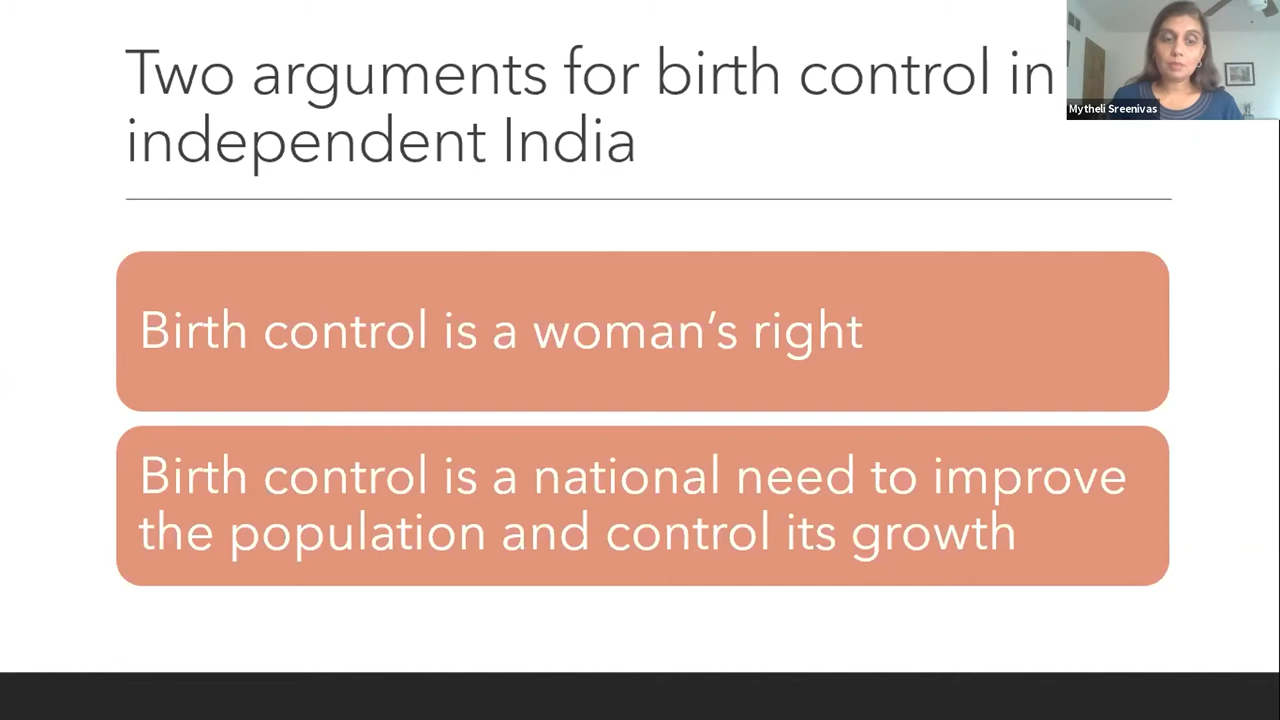 Two arguments for birth control in
independent India
Mytheli Sreenivas
Birth control is a woman’s right
Birth control is a national need to improve
the population and control its growth